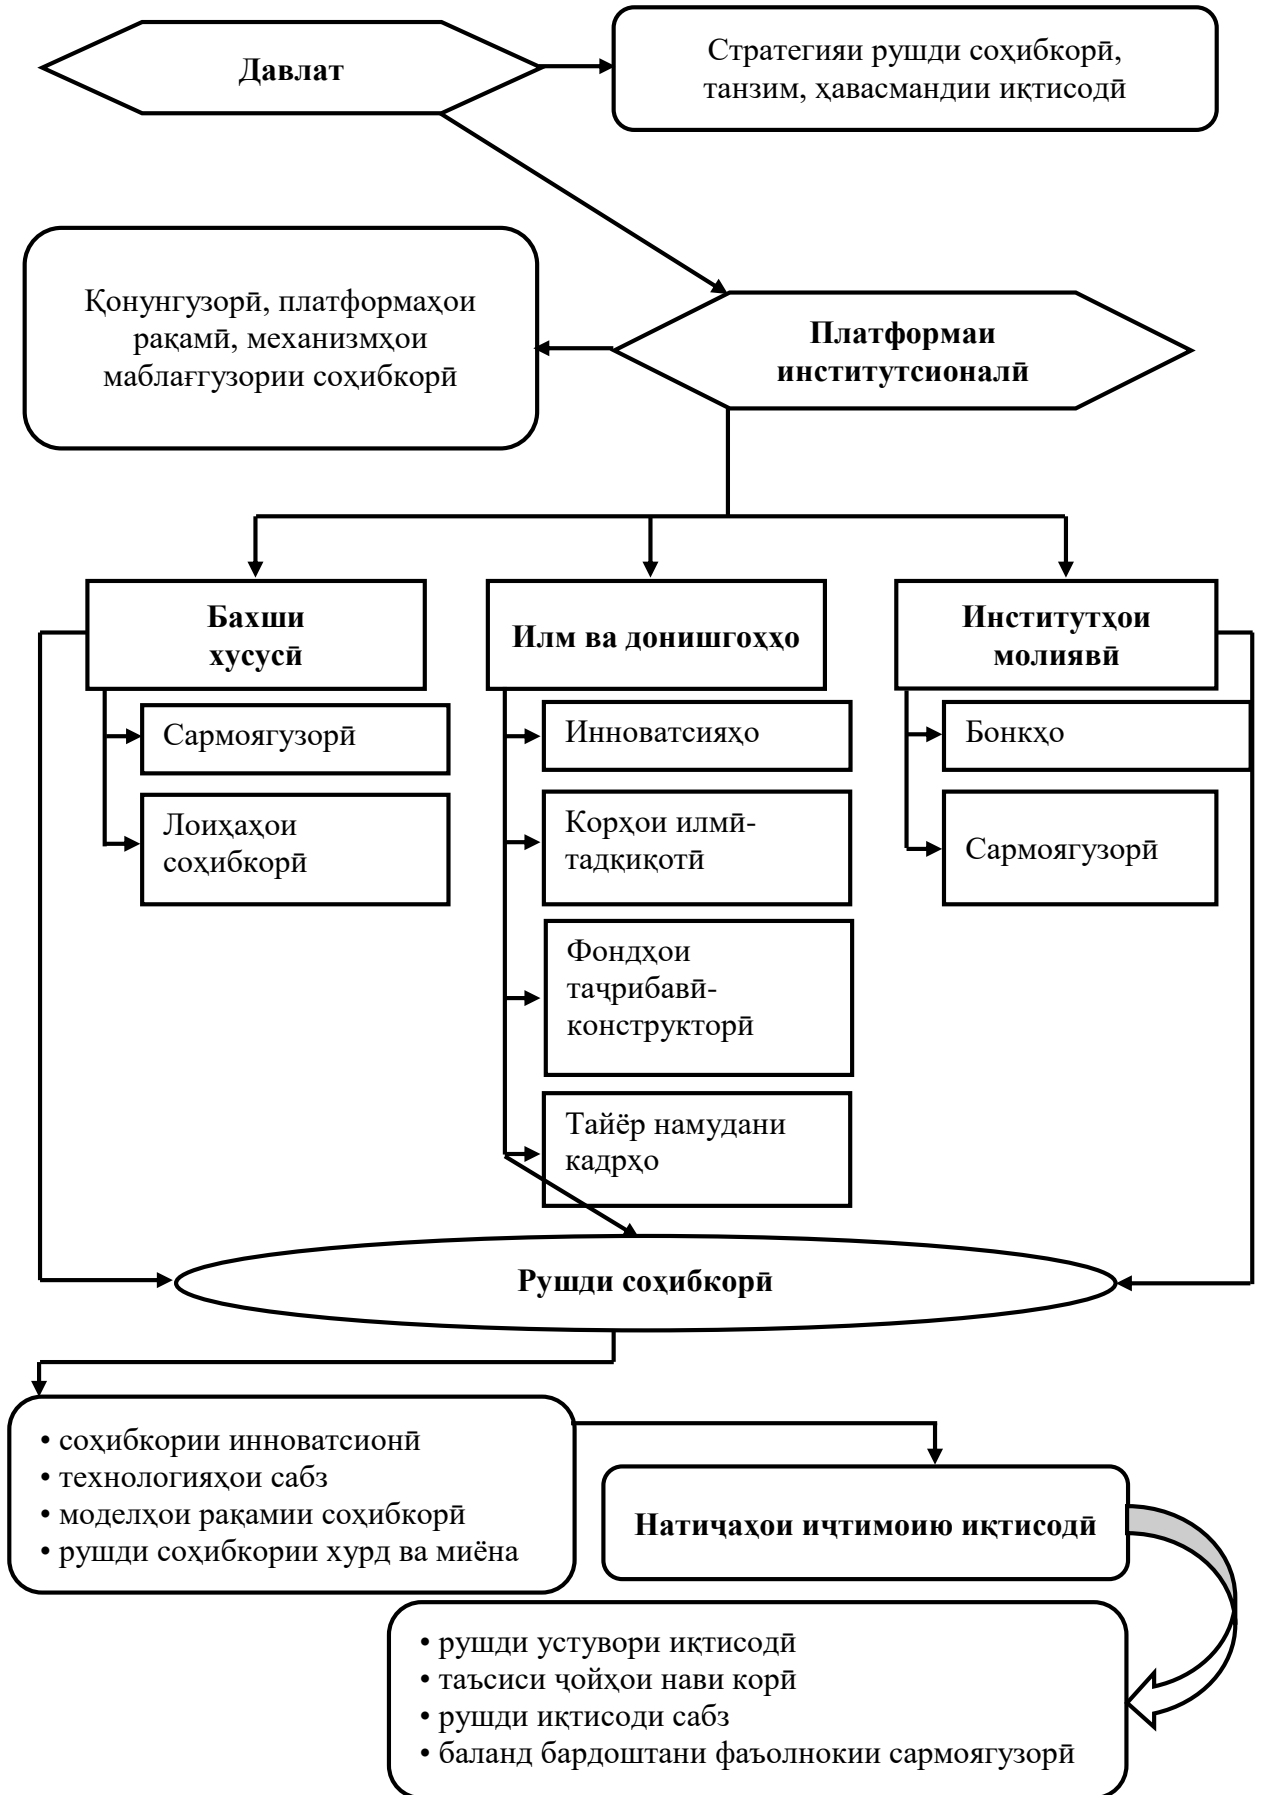 Давлат
Стратегияи рушди соҳибкорӣ,
танзим, ҳавасмандии иқтисодӣ
Қонунгузорӣ, платформаҳои
рақамӣ, механизмҳои
маблағгузории соҳибкорӣ
Платформаи
институтсионалӣ
Бахши
хусусӣ
Сармоягузорӣ
Лоиҳаҳои
соҳибкорӣ
Илм ва донишгоҳҳо
Инноватсияҳо
Корҳои илмӣ-
тадқиқотӣ
Фондҳои
таҷрибавӣ-
конструкторӣ
Тайёр намудани
кадрҳо
Институтҳои
молиявӣ
Бонкҳо
Сармоягузорӣ
Рушди соҳибкорӣ
• соҳибкории инноватсионӣ
• технологияҳои сабз
• моделҳои рақамии соҳибкорӣ
• рушди соҳибкории хурд ва миёна
Натиҷаҳои иҷтимоию иқтисодӣ
• рушди устувори иқтисодӣ
• таъсиси ҷойҳои нави корӣ
• рушди иқтисоди сабз
• баланд бардоштани фаъолнокии сармоягузорӣ